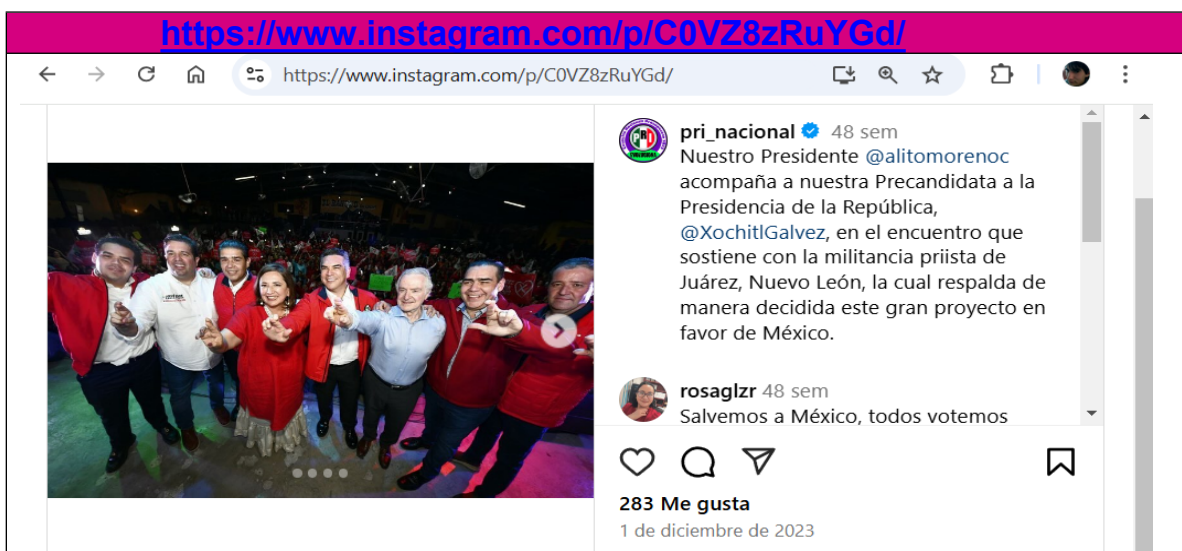 https://www.instagram.com/p/C0VZ8zRuYGd/
https://www.instagram.com/p/C0VZ8zRuYGd/
pri_nacional 48 sem
Nuestro Presidente @alitomorenoc
acompaña a nuestra Precandidata a la
Presidencia de la República,
@XochitlGalvez, en el encuentro que
sostiene con la militancia priista de
Juárez, Nuevo León, la cual respalda de
manera decidida este gran proyecto en
favor de México.
rosaglzr 48 sem
Salvemos a México, todos votemos
283 Me gusta
1 de diciembre de 2023